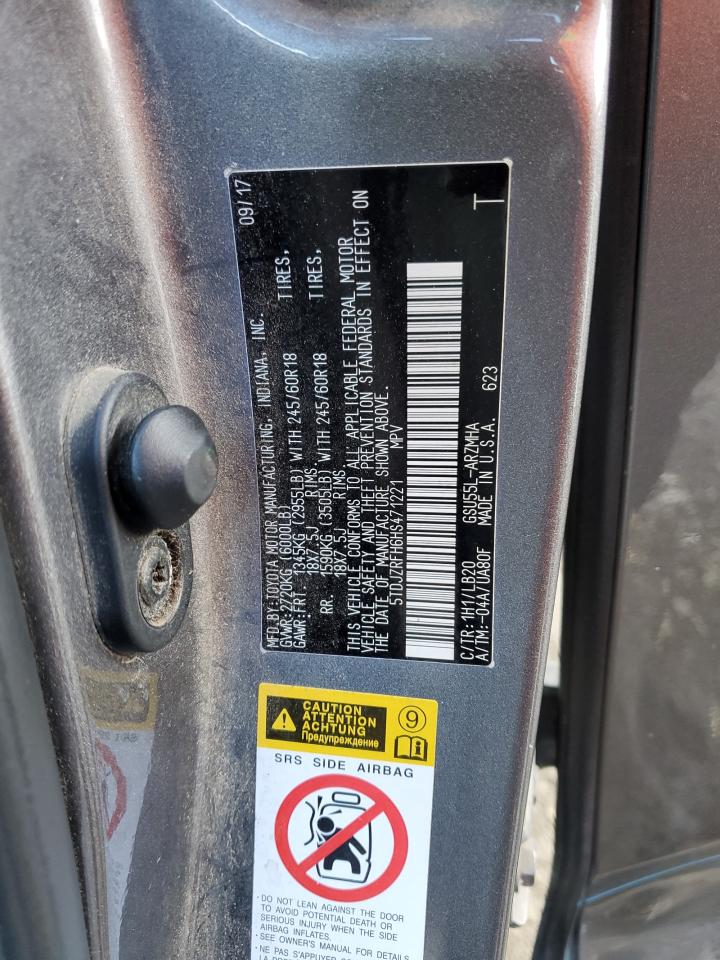 MFD.BY:TOYOTA MOTOR MANUFACTURING, INDIANA, INC. 09/17
GVWR:2720KG (6000LB)
GAWR:FRT 1345KG (2955LB) WITH 245/60R18 TIRES,
18X7.5J RIMS,
RR. 1590KG (3505LB) WITH 245/60R18 TIRES,
18X7.5J RIMS.
THIS VEHICLE CONFORMS TO ALL APPLICABLE FEDERAL MOTOR
VEHICLE SAFETY AND THEFT PREVENTION STANDARDS IN EFFECT ON
THE DATE OF MANUFACTURE SHOWN ABOVE.
5TDJZRFH6HS471221 MPV
C/TR:1H1/LB20 GSU55L-ARZMHA T
A/TM:-04A/UA80F MADE IN U.S.A. 623
CAUTION
ATTENTION
ACHTUNG
Предупреждение
9
SRS SIDE AIRBAG
· DO NOT LEAN AGAINST THE DOOR
TO AVOID POTENTIAL DEATH OR
SERIOUS INJURY WHEN THE SIDE
AIRBAG INFLATES.
· SEE OWNER'S MANUAL FOR DETAILS
· NE PAS S'APPUYER